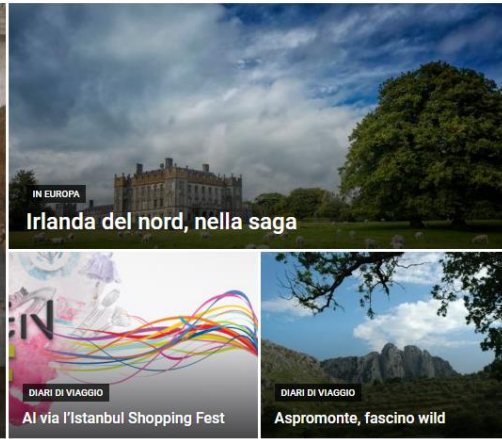 IN EUROPA
Irlanda del nord, nella saga
EN
DIARI DI VIAGGIO
Al via l'Istanbul Shopping Fest
DIARI DI VIAGGIO
Aspromonte, fascino wild